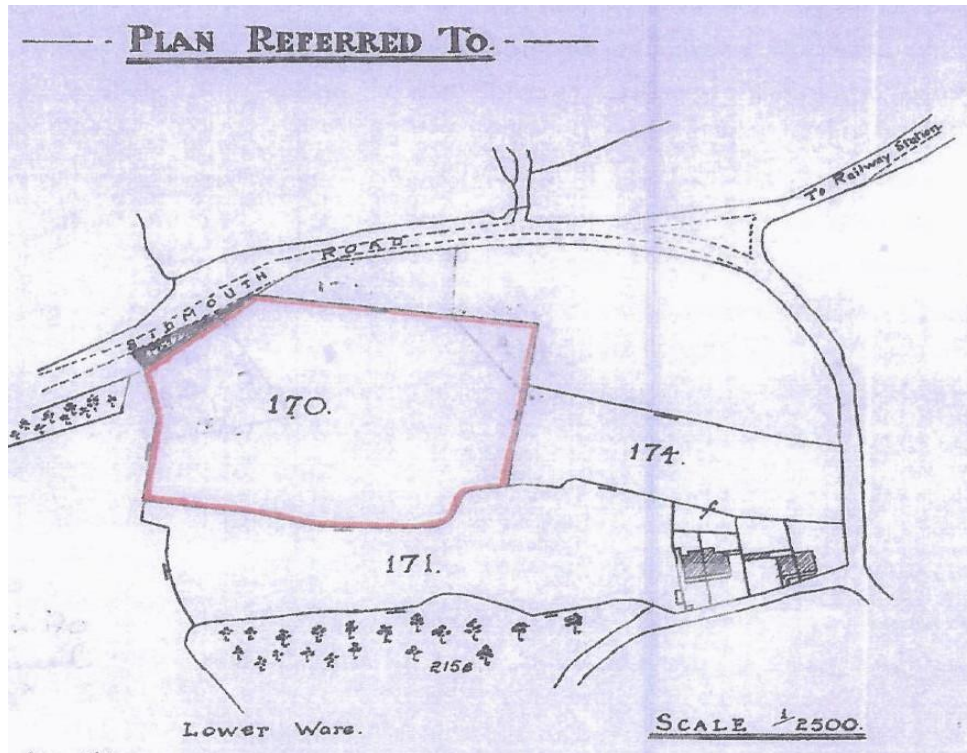 PLAN REFERRED TO.
To Railway Station.
SIDMOUTH ROAD
170.
174.
171.
215a
LOWER WARE.
SCALE 1/2500.